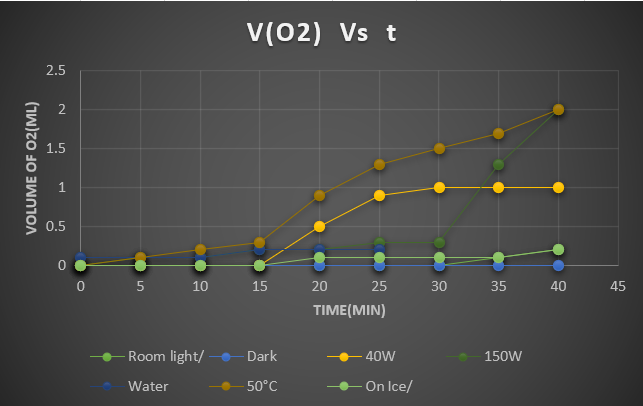 V(O2) Vs t
2.5
2
1.5
1
0.5
0
VOLUME OF O2(ML)
0 5 10 15 20 25 30 35 40 45
TIME(MIN)
Room light/ Dark 40W 150W
Water 50°C On Ice/